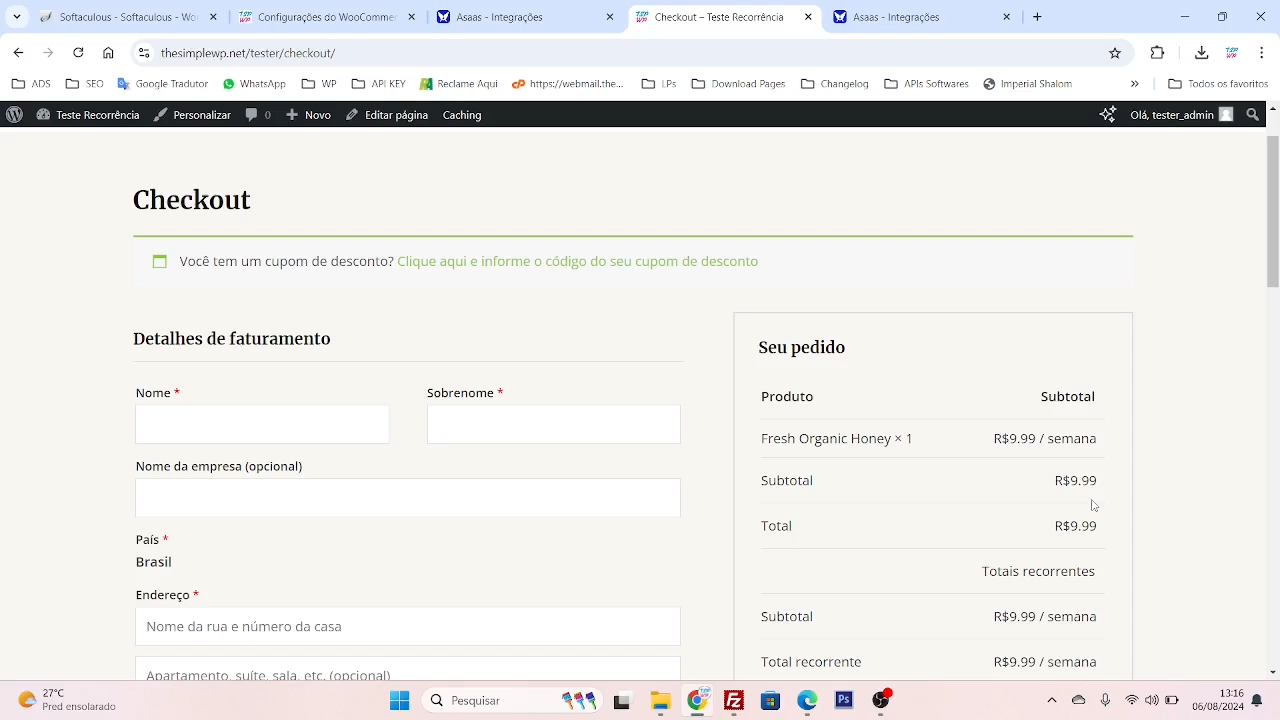 Softaculous - Softaculous - Wo
Configurações do WooCommer
Asaas - Integrações
Checkout – Teste Recorrência
Asaas - Integrações
thesimplewp.net/tester/checkout/
ADS
SEO
Google Tradutor
WhatsApp
WP
API KEY
Reclame Aqui
https://webmail.the...
LPs
Download Pages
Changelog
APIs Softwares
Imperial Shalom
»
Todos os favoritos
Teste Recorrência
Personalizar
0
Novo
Editar página
Caching
Olá, tester_admin
Checkout
Você tem um cupom de desconto? Clique aqui e informe o código do seu cupom de desconto
Detalhes de faturamento
Nome *
Sobrenome *
Nome da empresa (opcional)
País *
Brasil
Endereço *
Nome da rua e número da casa
Apartamento, suíte, sala, etc. (opcional)
Seu pedido
Produto Subtotal
Fresh Organic Honey × 1 R$9.99 / semana
Subtotal R$9.99
Total R$9.99
Totais recorrentes
Subtotal R$9.99 / semana
Total recorrente R$9.99 / semana
27°C
Pred ensolarado
Pesquisar
13:16
06/08/2024